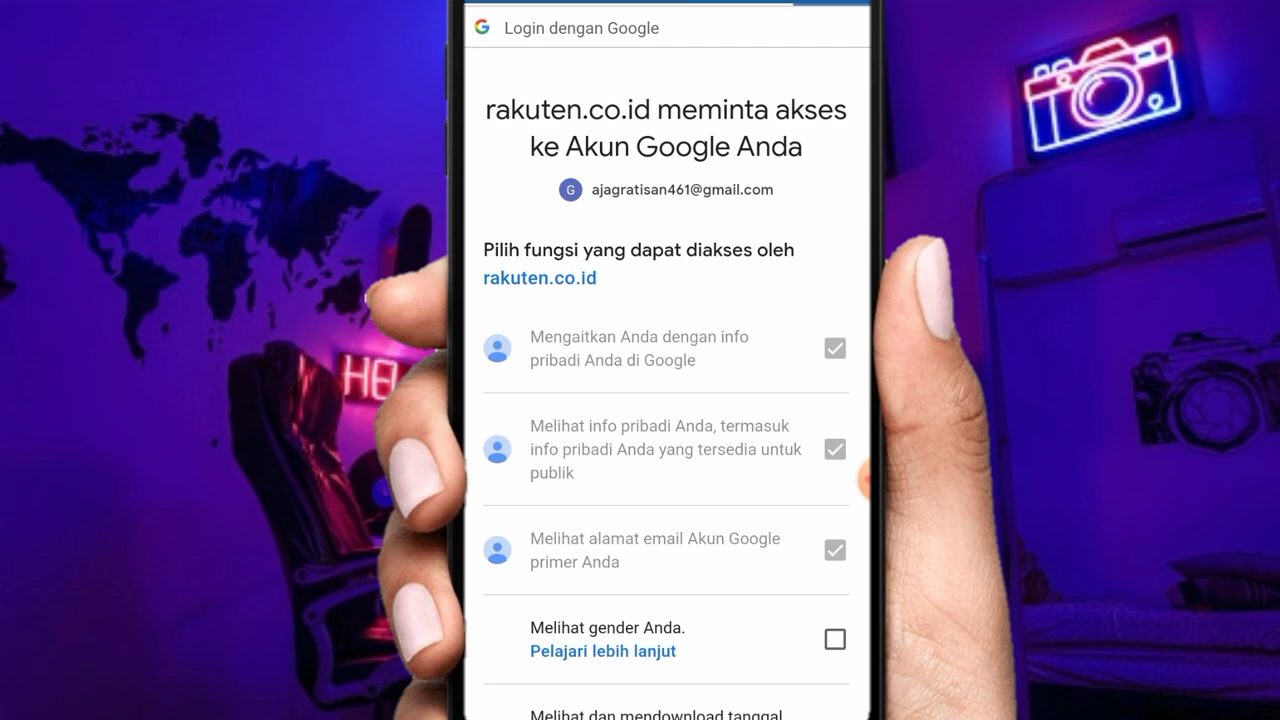 Login dengan Google
rakuten.co.id meminta akses
ke Akun Google Anda
G ajagratisan461@gmail.com
Pilih fungsi yang dapat diakses oleh
rakuten.co.id
Mengaitkan Anda dengan info
pribadi Anda di Google
Melihat info pribadi Anda, termasuk
info pribadi Anda yang tersedia untuk
publik
Melihat alamat email Akun Google
primer Anda
Melihat gender Anda.
Pelajari lebih lanjut
Melihat dan mendownload tanggal